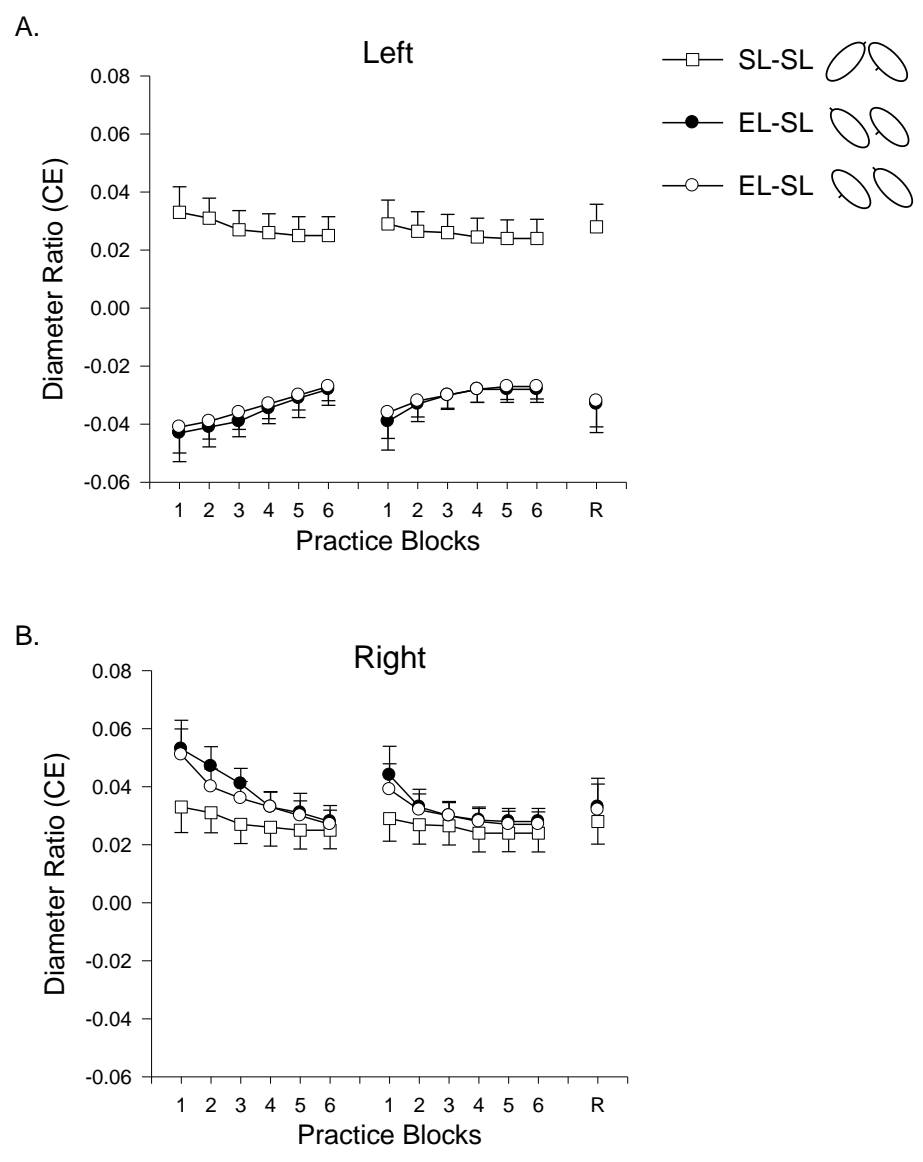 A.
Left
SL-SL
EL-SL
EL-SL
Diameter Ratio (CE)
0.08
0.06
0.04
0.02
0.00
-0.02
-0.04
-0.06
1 2 3 4 5 6 1 2 3 4 5 6 R
Practice Blocks
B.
Right
Diameter Ratio (CE)
0.08
0.06
0.04
0.02
0.00
-0.02
-0.04
-0.06
1 2 3 4 5 6 1 2 3 4 5 6 R
Practice Blocks